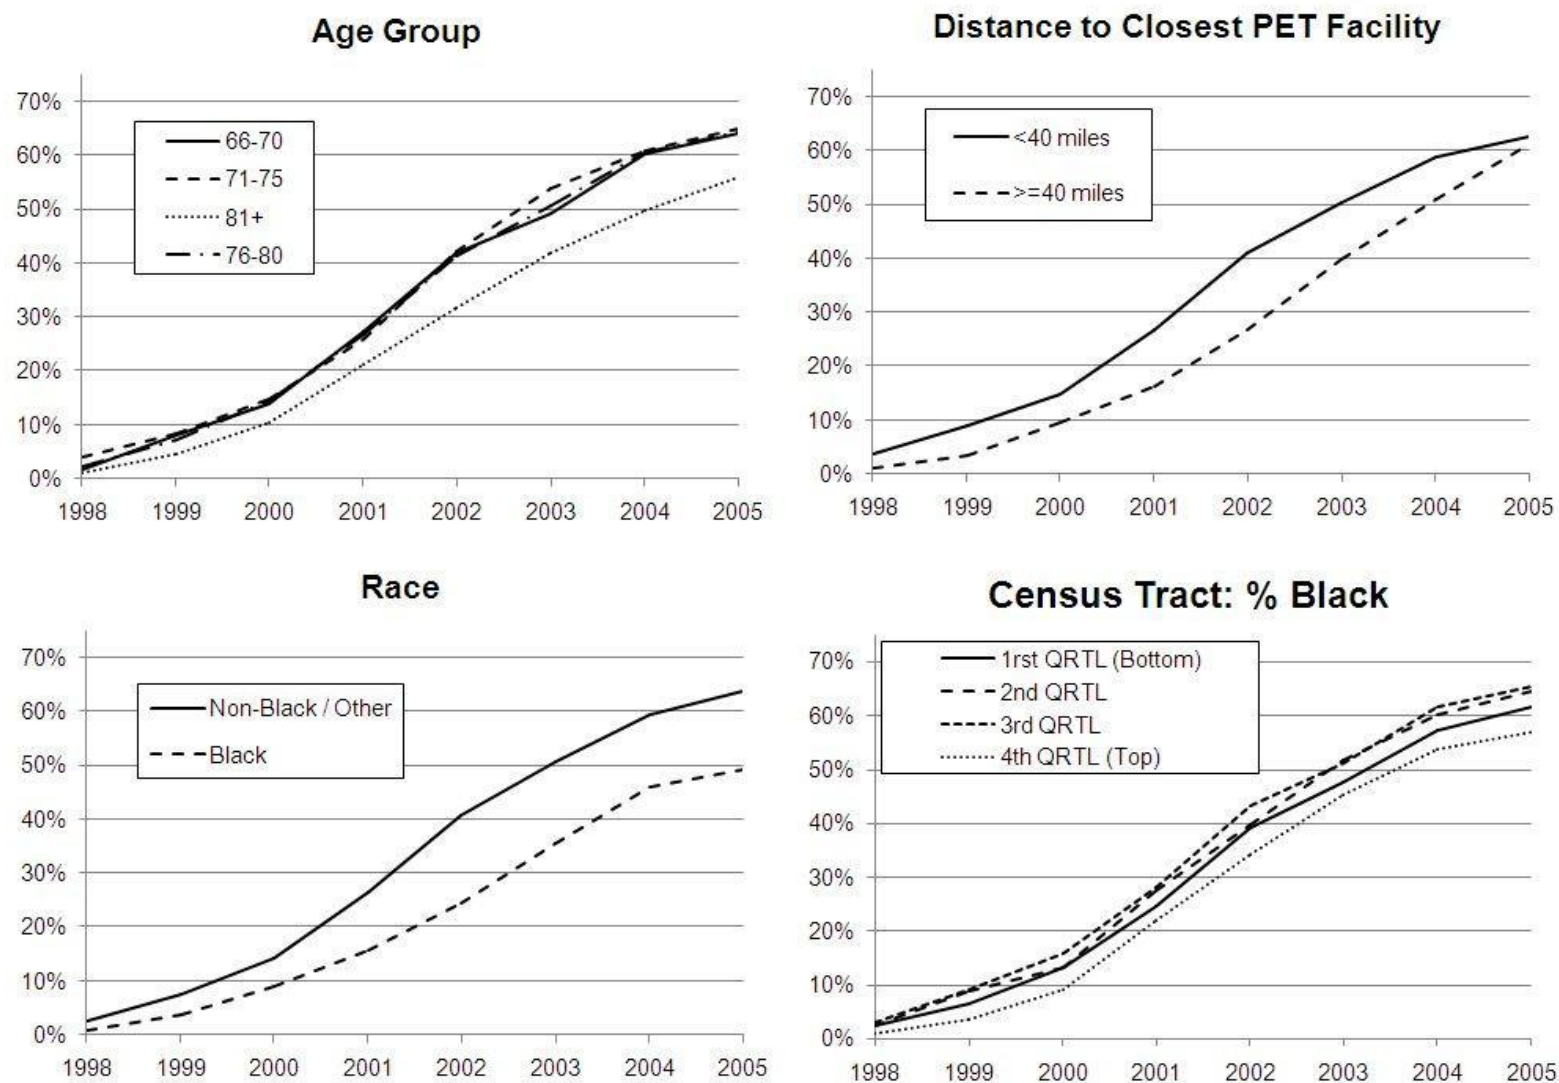 Age Group
70%
60%
50%
40%
30%
20%
10%
0%
66-70
71-75
81+
76-80
1998 1999 2000 2001 2002 2003 2004 2005
Distance to Closest PET Facility
70%
60%
50%
40%
30%
20%
10%
0%
<40 miles
>=40 miles
1998 1999 2000 2001 2002 2003 2004 2005
Race
70%
60%
50%
40%
30%
20%
10%
0%
Non-Black / Other
Black
1998 1999 2000 2001 2002 2003 2004 2005
Census Tract: % Black
70%
60%
50%
40%
30%
20%
10%
0%
1rst QRTL (Bottom)
2nd QRTL
3rd QRTL
4th QRTL (Top)
1998 1999 2000 2001 2002 2003 2004 2005